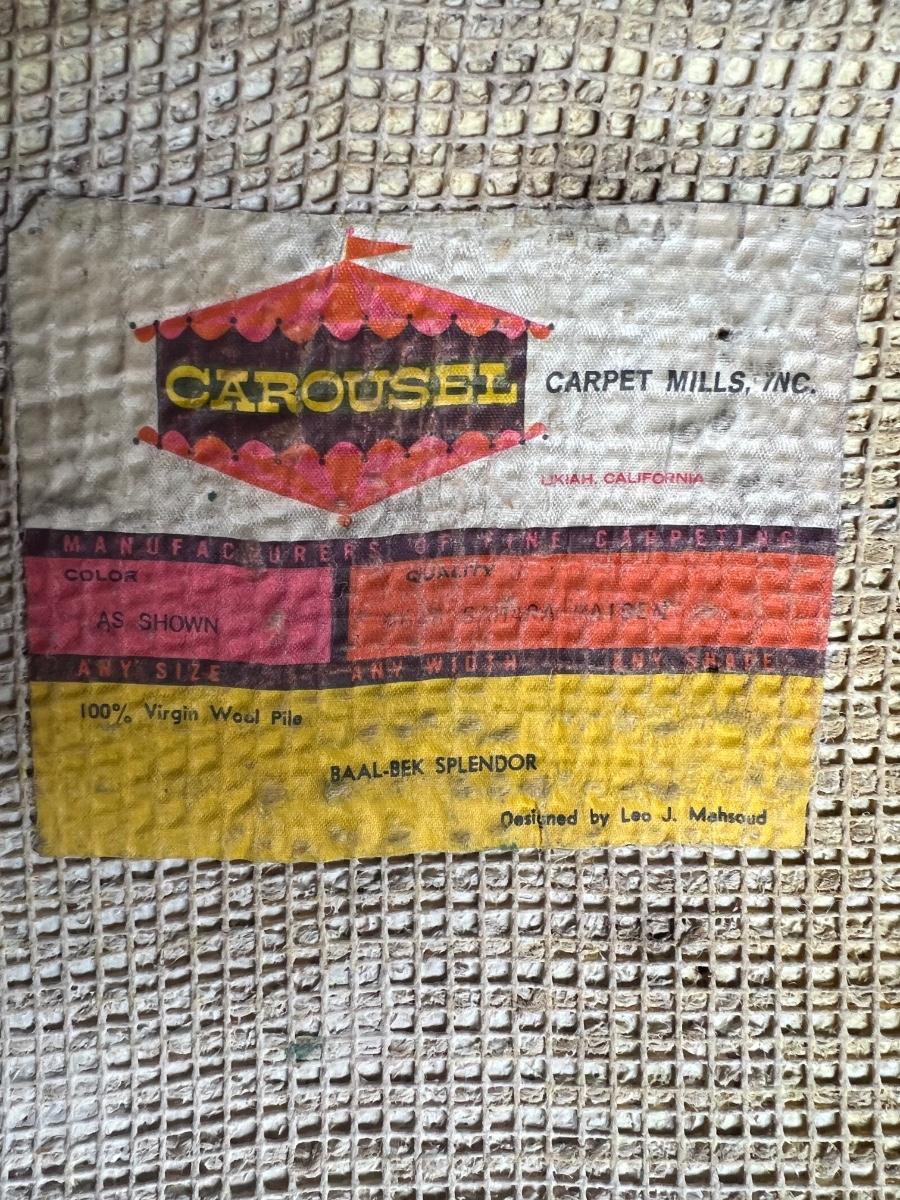 CAROUSEL
CARPET MILLS, INC.
UKIAH, CALIFORNIA
MANUFACTURERS OF FINE CARPETING
COLOR
QUALITY
AS SHOWN
ANY SIZE ANY WIDTH ANY SHAPE
100% Virgin Wool Pile
BAAL-BEK SPLENDOR
Designed by Leo J. Mahsoud